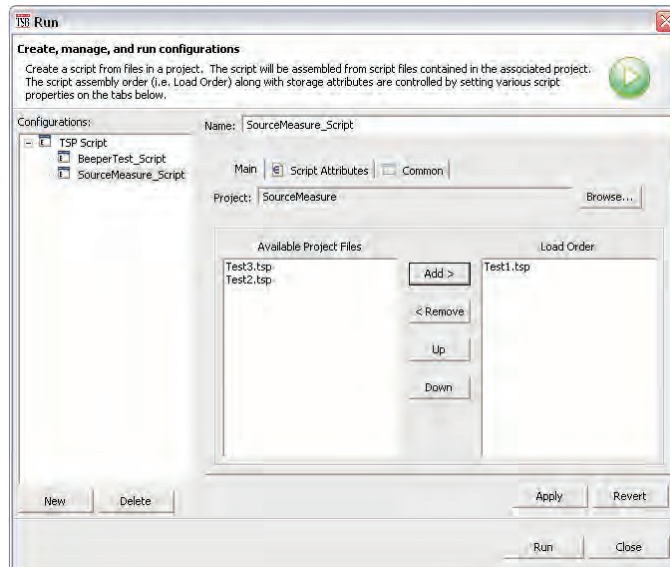 TSB Run
Create, manage, and run configurations
Create a script from files in a project. The script will be assembled from script files contained in the associated project.
The script assembly order (i.e. Load Order) along with storage attributes are controlled by setting various script
properties on the tabs below.
Configurations:
TSP Script
BeeperTest_Script
SourceMeasure_Script
Name: SourceMeasure_Script
Main Script Attributes Common
Project: SourceMeasure Browse...
Available Project Files Load Order
Test3.tsp
Test2.tsp
Add >
< Remove
Up
Down
Test1.tsp
New Delete
Apply Revert
Run Close